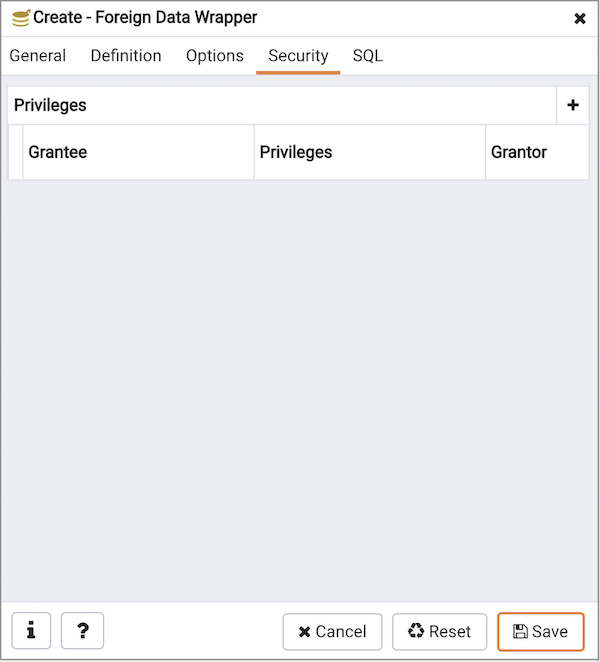 Create - Foreign Data Wrapper
General Definition Options Security SQL
Privileges
Grantee Privileges Grantor
i ? Cancel Reset Save